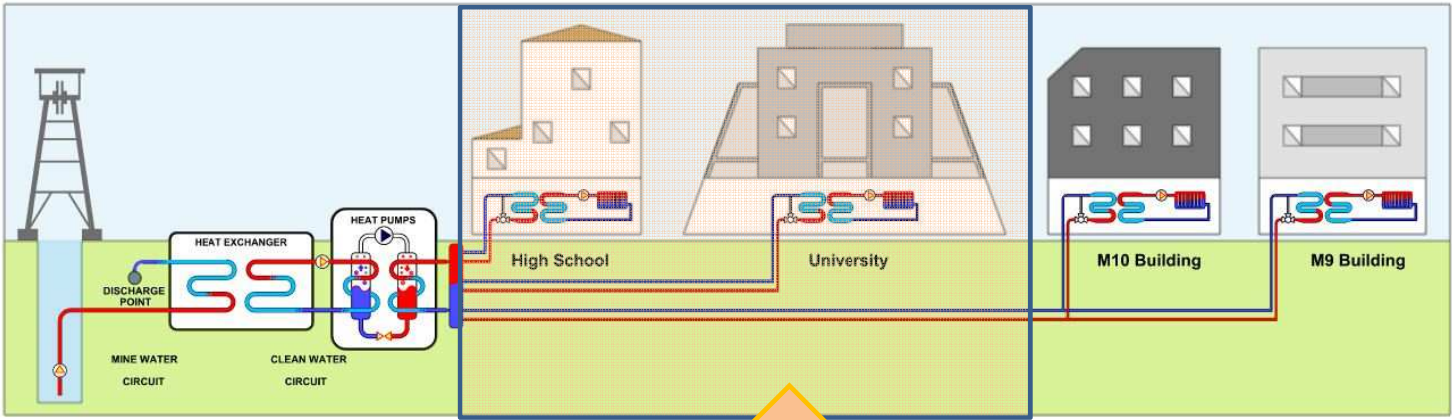 HEAT PUMPS
HEAT EXCHANGER
DISCHARGE
POINT
MINE WATER
CIRCUIT
CLEAN WATER
CIRCUIT
High School
University
M10 Building
M9 Building